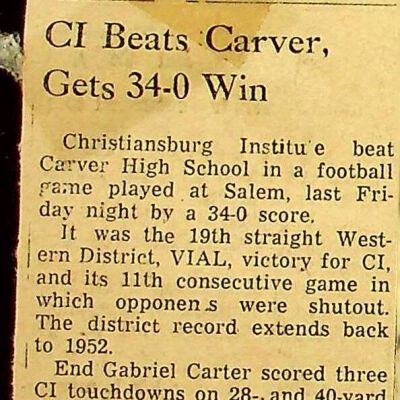 CI Beats Carver,
Gets 34-0 Win
Christiansburg Institu e beat
Carver High School in a football
game played at Salem, last Fri-
day night by a 34-0 score.
It was the 19th straight West-
ern District, VIAL, victory for CI,
and its 11th consecutive game in
which opponen.s were shutout.
The district record extends back
to 1952.
End Gabriel Carter scored three
CI touchdowns on 28-, and 40-yard